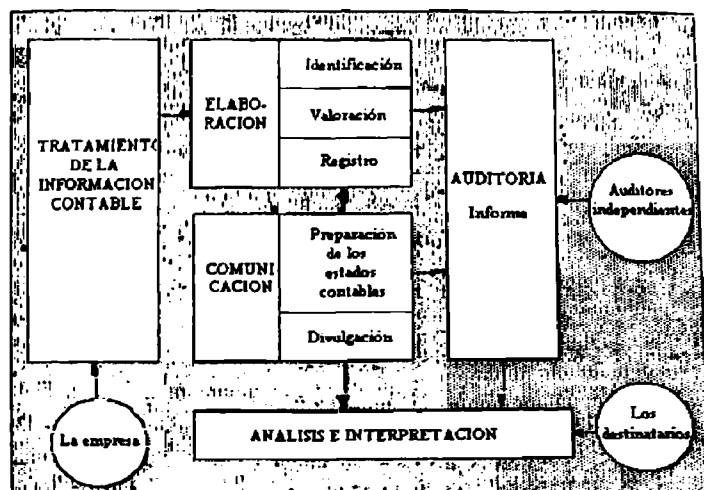 TRATAMIENTO
DE LA
INFORMACION
CONTABLE
ELABO-
RACION
Identificación
Valoración
Registro
COMUNI
CACION
Preparación
de los
estados
contables
Divulgación
AUDITORIA
Informe
Auditores
independientes
La empresa
ANALISIS E INTERPRETACION
Los
destinatarios